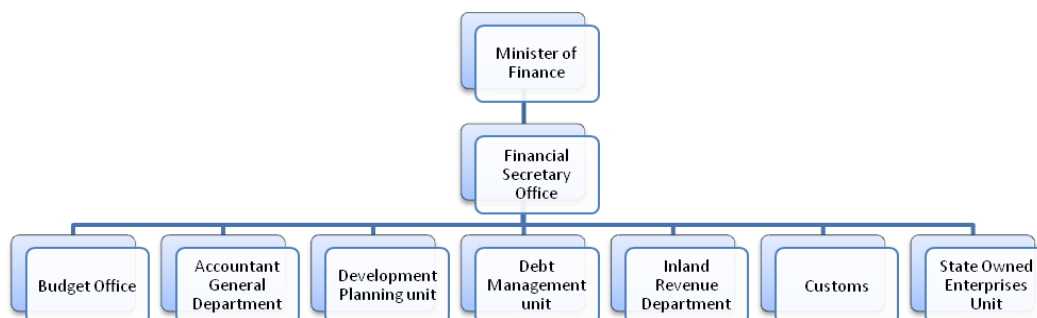 Minister of
Finance
Financial
Secretary
Office
Budget Office
Accountant
General
Department
Development
Planning unit
Debt
Management
unit
Inland
Revenue
Department
Customs
State Owned
Enterprises
Unit